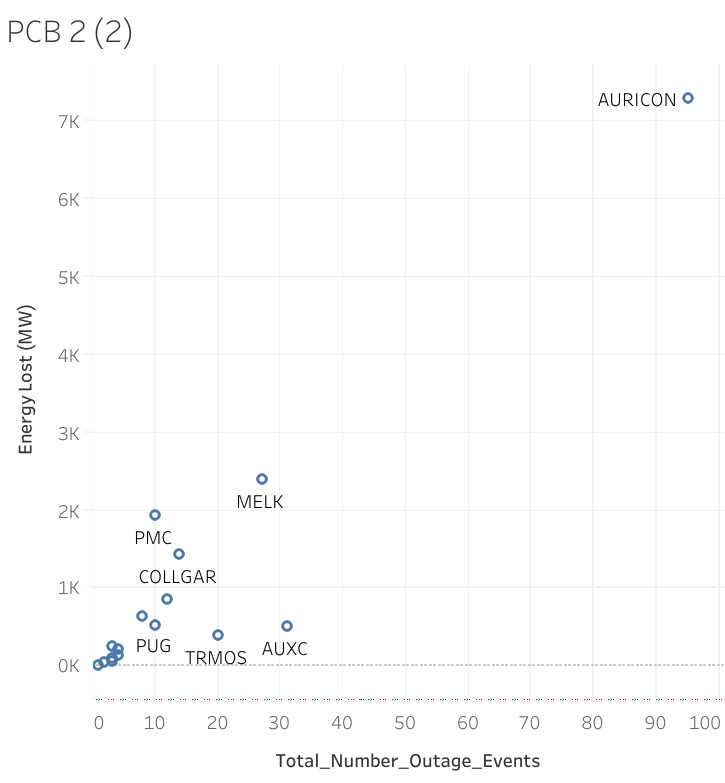 PCB 2 (2)
AURICON
7K
6K
5K
4K
3K
2K
1K
0K
Energy Lost (MW)
MELK
PMC
COLLGAR
PUG
TRMOS
AUXC
0 10 20 30 40 50 60 70 80 90 100
Total_Number_Outage_Events